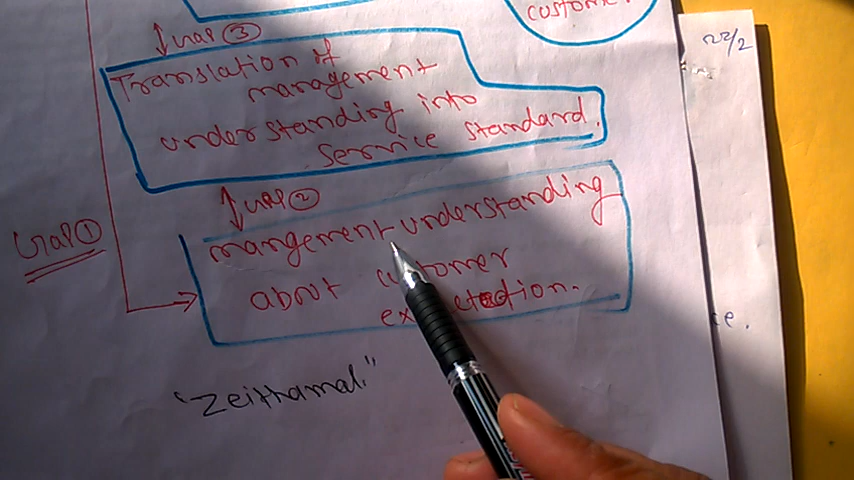 custome
Gap ③
22/2
Translation of
management
understanding into
service standard.
Gap ②
Gap ①
mangement understanding
about customer
ce.
"Zeithamal"